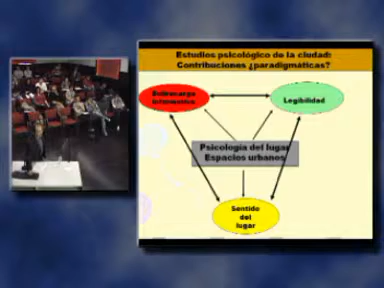 Estudios psicológico de la ciudad:
Contribuciones ¿paradigmáticas?
Sobrecarga
informativa
Legibilidad
Psicología del lugar
Espacios urbanos
Sentido
del
lugar